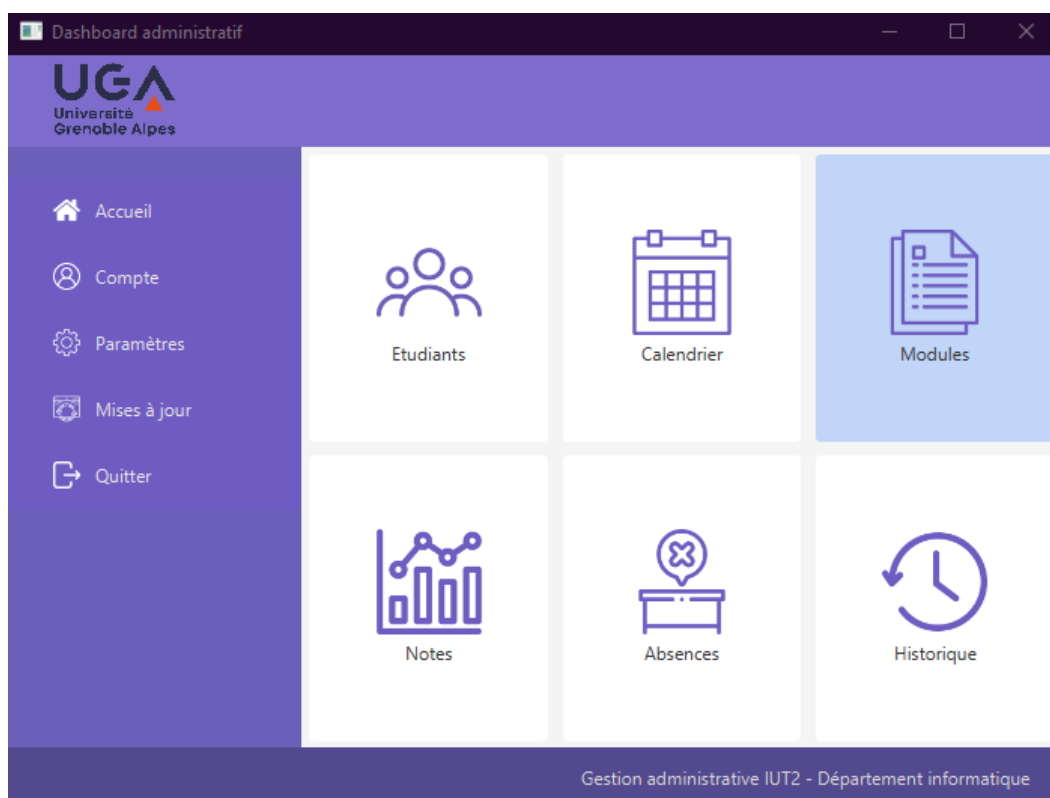 Dashboard administratif
UGA
Université
Grenoble Alpes
Accueil
Compte
Paramètres
Mises à jour
Quitter
Etudiants
Calendrier
Modules
Notes
Absences
Historique
Gestion administrative IUT2 - Département informatique